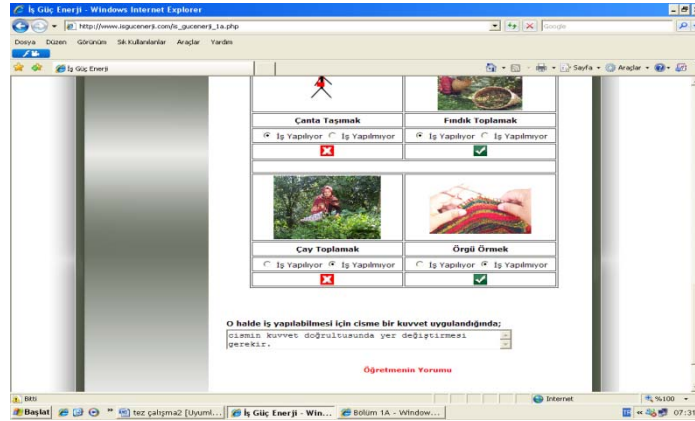 İş Güç Enerji - Windows Internet Explorer
http://www.isgucenerji.com/is_gucenerji_1a.php
Google
Dosya Düzen Görünüm Sık Kullanılanlar Araçlar Yardım
İş Güç Enerji
Sayfa Araçlar
Çanta Taşımak Fındık Toplamak
İş Yapılıyor İş Yapılmıyor İş Yapılıyor İş Yapılmıyor
Çay Toplamak Örgü Örmek
İş Yapılıyor İş Yapılmıyor İş Yapılıyor İş Yapılmıyor
O halde iş yapılabilmesi için cisme bir kuvvet uygulandığında;
cismin kuvvet doğrultusunda yer değiştirmesi
gerekir.
Öğretmenin Yorumu
Bitti Internet %100
Başlat tez çalışma2 [Uyuml... İş Güç Enerji - Win... Bölüm 1A - Window... TR 07:31